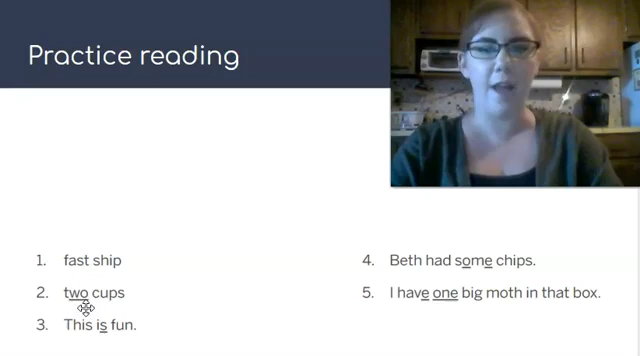 Practice reading
1. fast ship
2. two cups
3. This is fun.
4. Beth had some chips.
5. I have one big moth in that box.